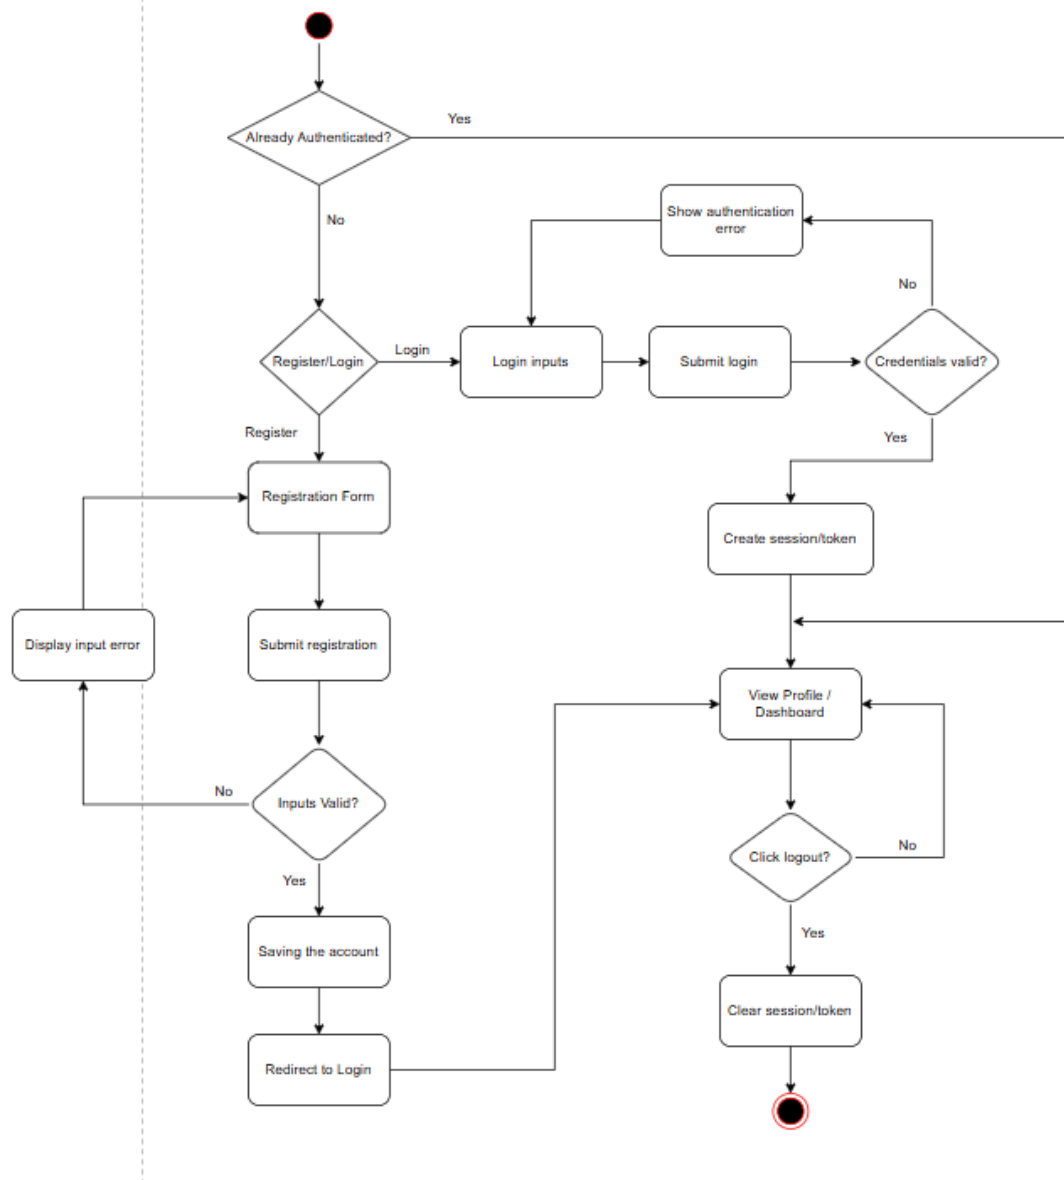 Yes
Already Authenticated?
No
Show authentication
error
No
Register/Login
Login
Login inputs
Submit login
Credentials valid?
Register
Yes
Registration Form
Create session/token
Display input error
Submit registration
View Profile /
Dashboard
No
Inputs Valid?
Click logout?
No
Yes
Yes
Saving the account
Clear session/token
Redirect to Login